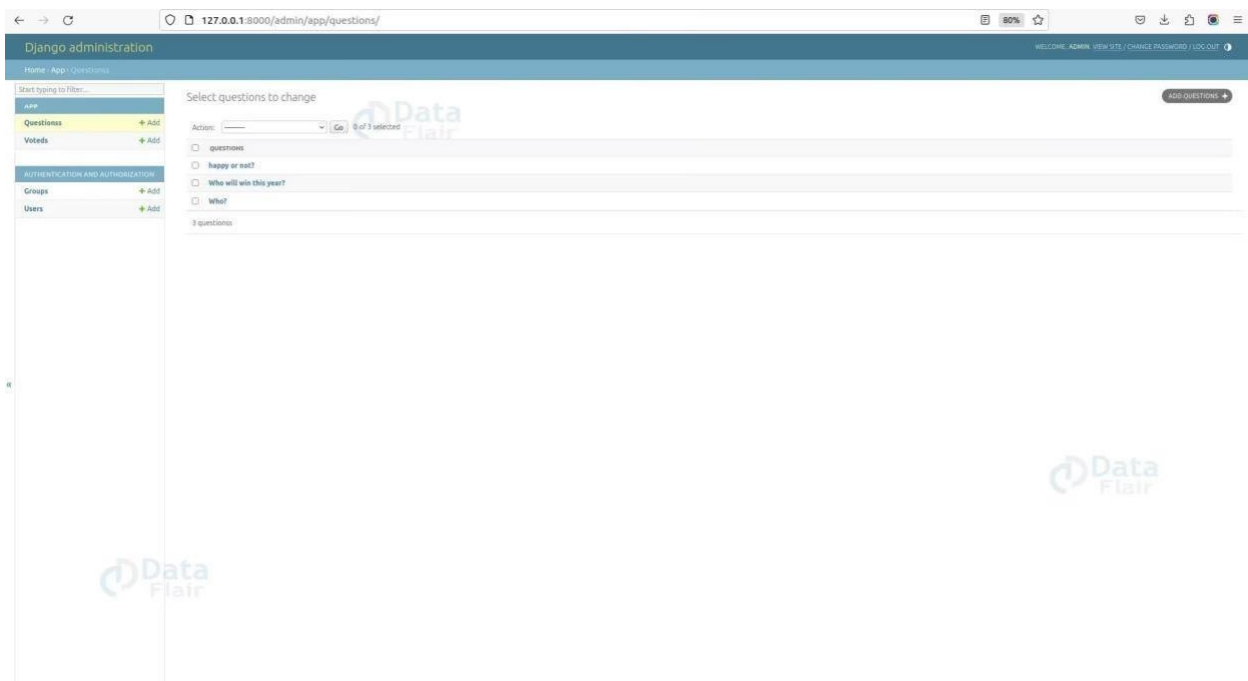 127.0.0.1:8000/admin/app/questions/
80%
Django administration
WELCOME, ADMIN. VIEW SITE / CHANGE PASSWORD / LOG OUT
Home › App › Questionss
Start typing to filter...
APP
Questionss + Add
Voteds + Add
AUTHENTICATION AND AUTHORIZATION
Groups + Add
Users + Add
«
Select questions to change
ADD QUESTIONS +
Action: --------- Go 0 of 3 selected
QUESTIONS
happy or not?
Who will win this year?
Who?
3 questionss
Data
Flair
Data
Flair
Data
Flair